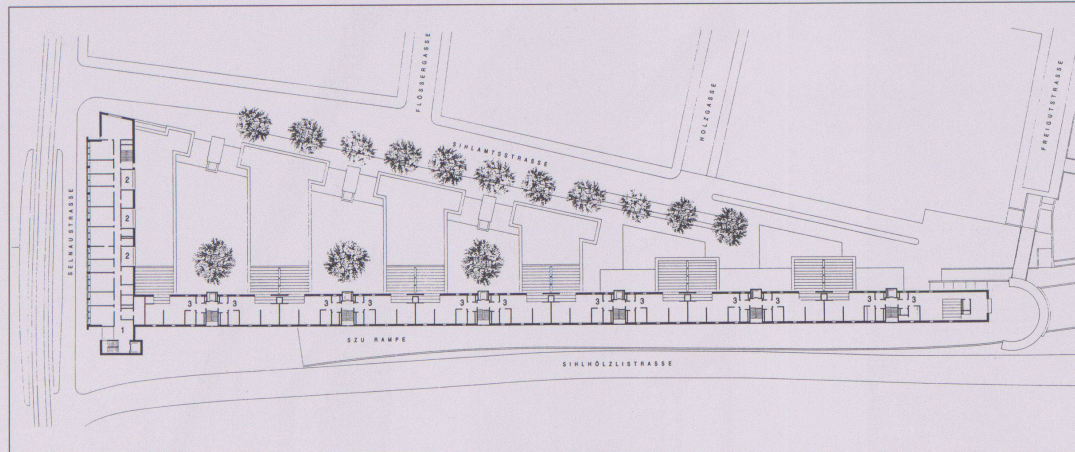 FLÖSSERGASSE
HOLZGASSE
FREIGUTSTRASSE
SIHLAMTSSTRASSE
SELNAUSTRASSE
2
2
2
1
3 3 3 3 3 3 3 3 3 3 3 3
SZU RAMPE
SIHLHÖLZLISTRASSE